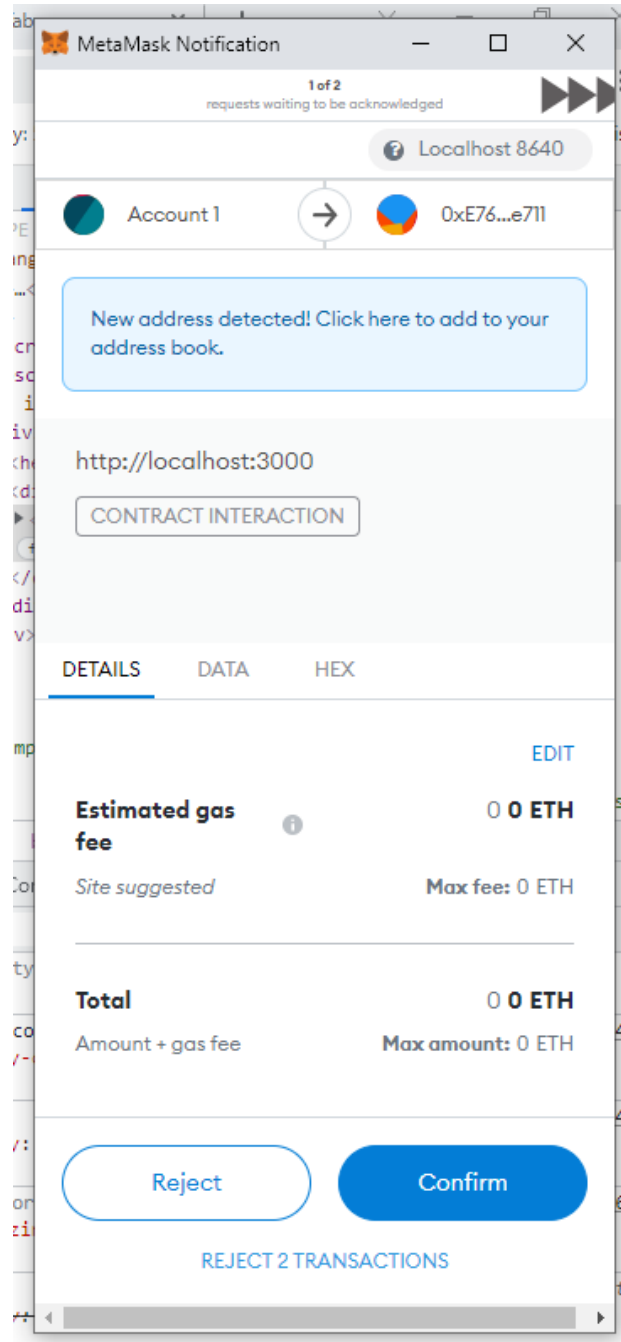 MetaMask Notification
1 of 2
requests waiting to be acknowledged
Localhost 8640
Account 1
0xE76...e711
New address detected! Click here to add to your
address book.
http://localhost:3000
CONTRACT INTERACTION
DETAILS DATA HEX
EDIT
Estimated gas
fee
0 0 ETH
Site suggested
Max fee: 0 ETH
Total
0 0 ETH
Amount + gas fee
Max amount: 0 ETH
Reject
Confirm
REJECT 2 TRANSACTIONS